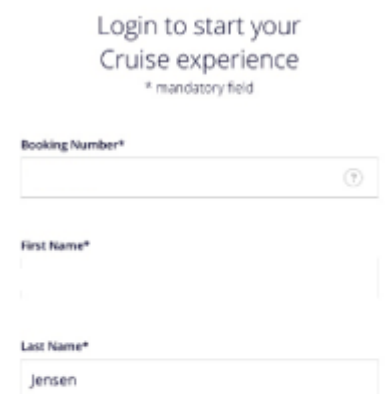 Login to start your
Cruise experience
* mandatory field
Booking Number*
?
First Name*
Last Name*
Jensen